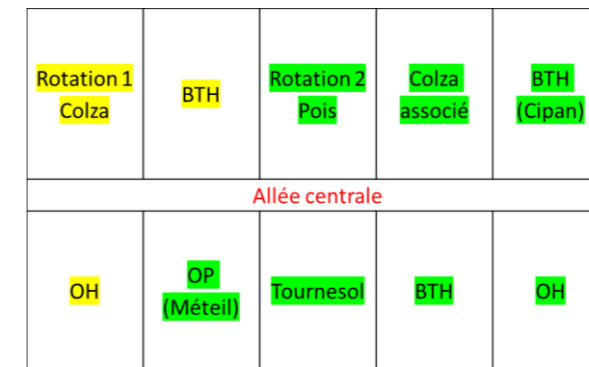 Rotation 1
Colza
BTH
Rotation 2
Pois
Colza
associé
BTH
(Cipan)
Allée centrale
OH
OP
(Méteil)
Tournesol
BTH
OH